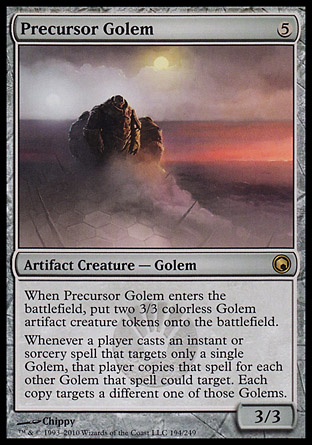 Precursor Golem 5
Artifact Creature — Golem
When Precursor Golem enters the
battlefield, put two 3/3 colorless Golem
artifact creature tokens onto the battlefield.
Whenever a player casts an instant or
sorcery spell that targets only a single
Golem, that player copies that spell for each
other Golem that spell could target. Each
copy targets a different one of those Golems.
Chippy
™ & © 1993–2010 Wizards of the Coast LLC 194/249
3/3